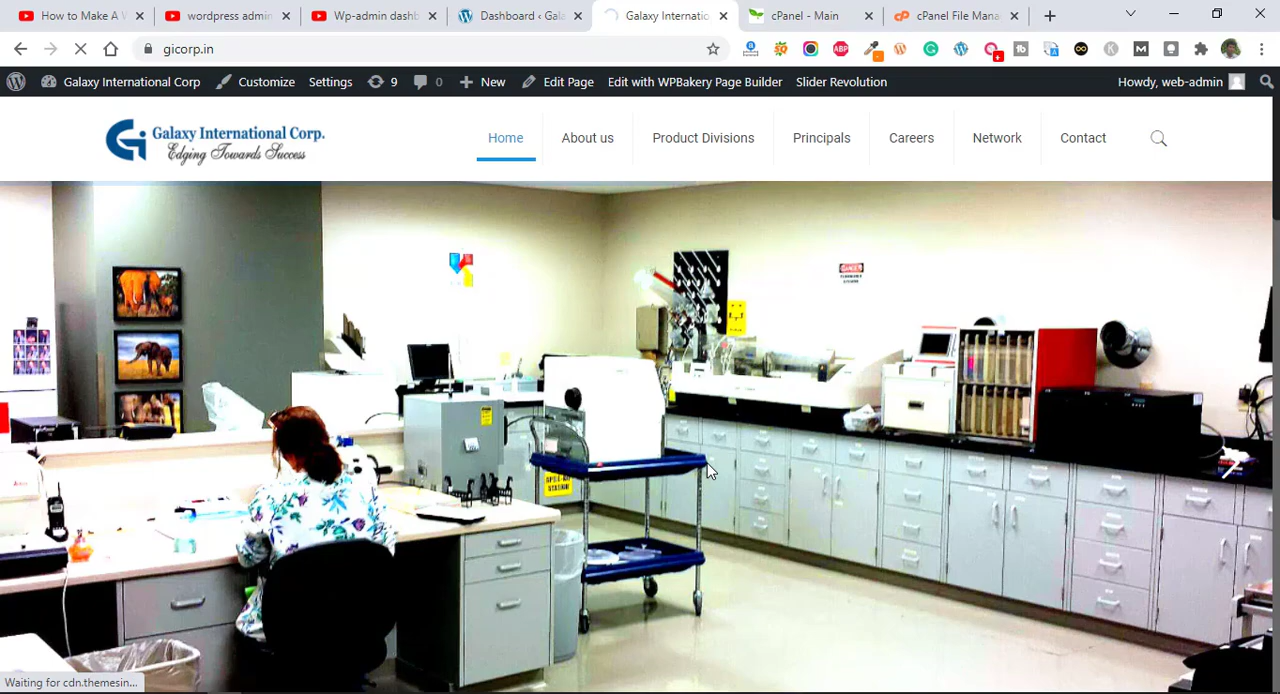 How to Make A W
wordpress admin
Wp-admin dashb
Dashboard ‹ Gala
Galaxy Internatio
cPanel - Main
cPanel File Mana
gicorp.in
Galaxy International Corp
Customize
Settings
9
0
New
Edit Page
Edit with WPBakery Page Builder
Slider Revolution
Howdy, web-admin
Galaxy International Corp.
Edging Towards Success
Home
About us
Product Divisions
Principals
Careers
Network
Contact
DANGER
Waiting for cdn.themesin...